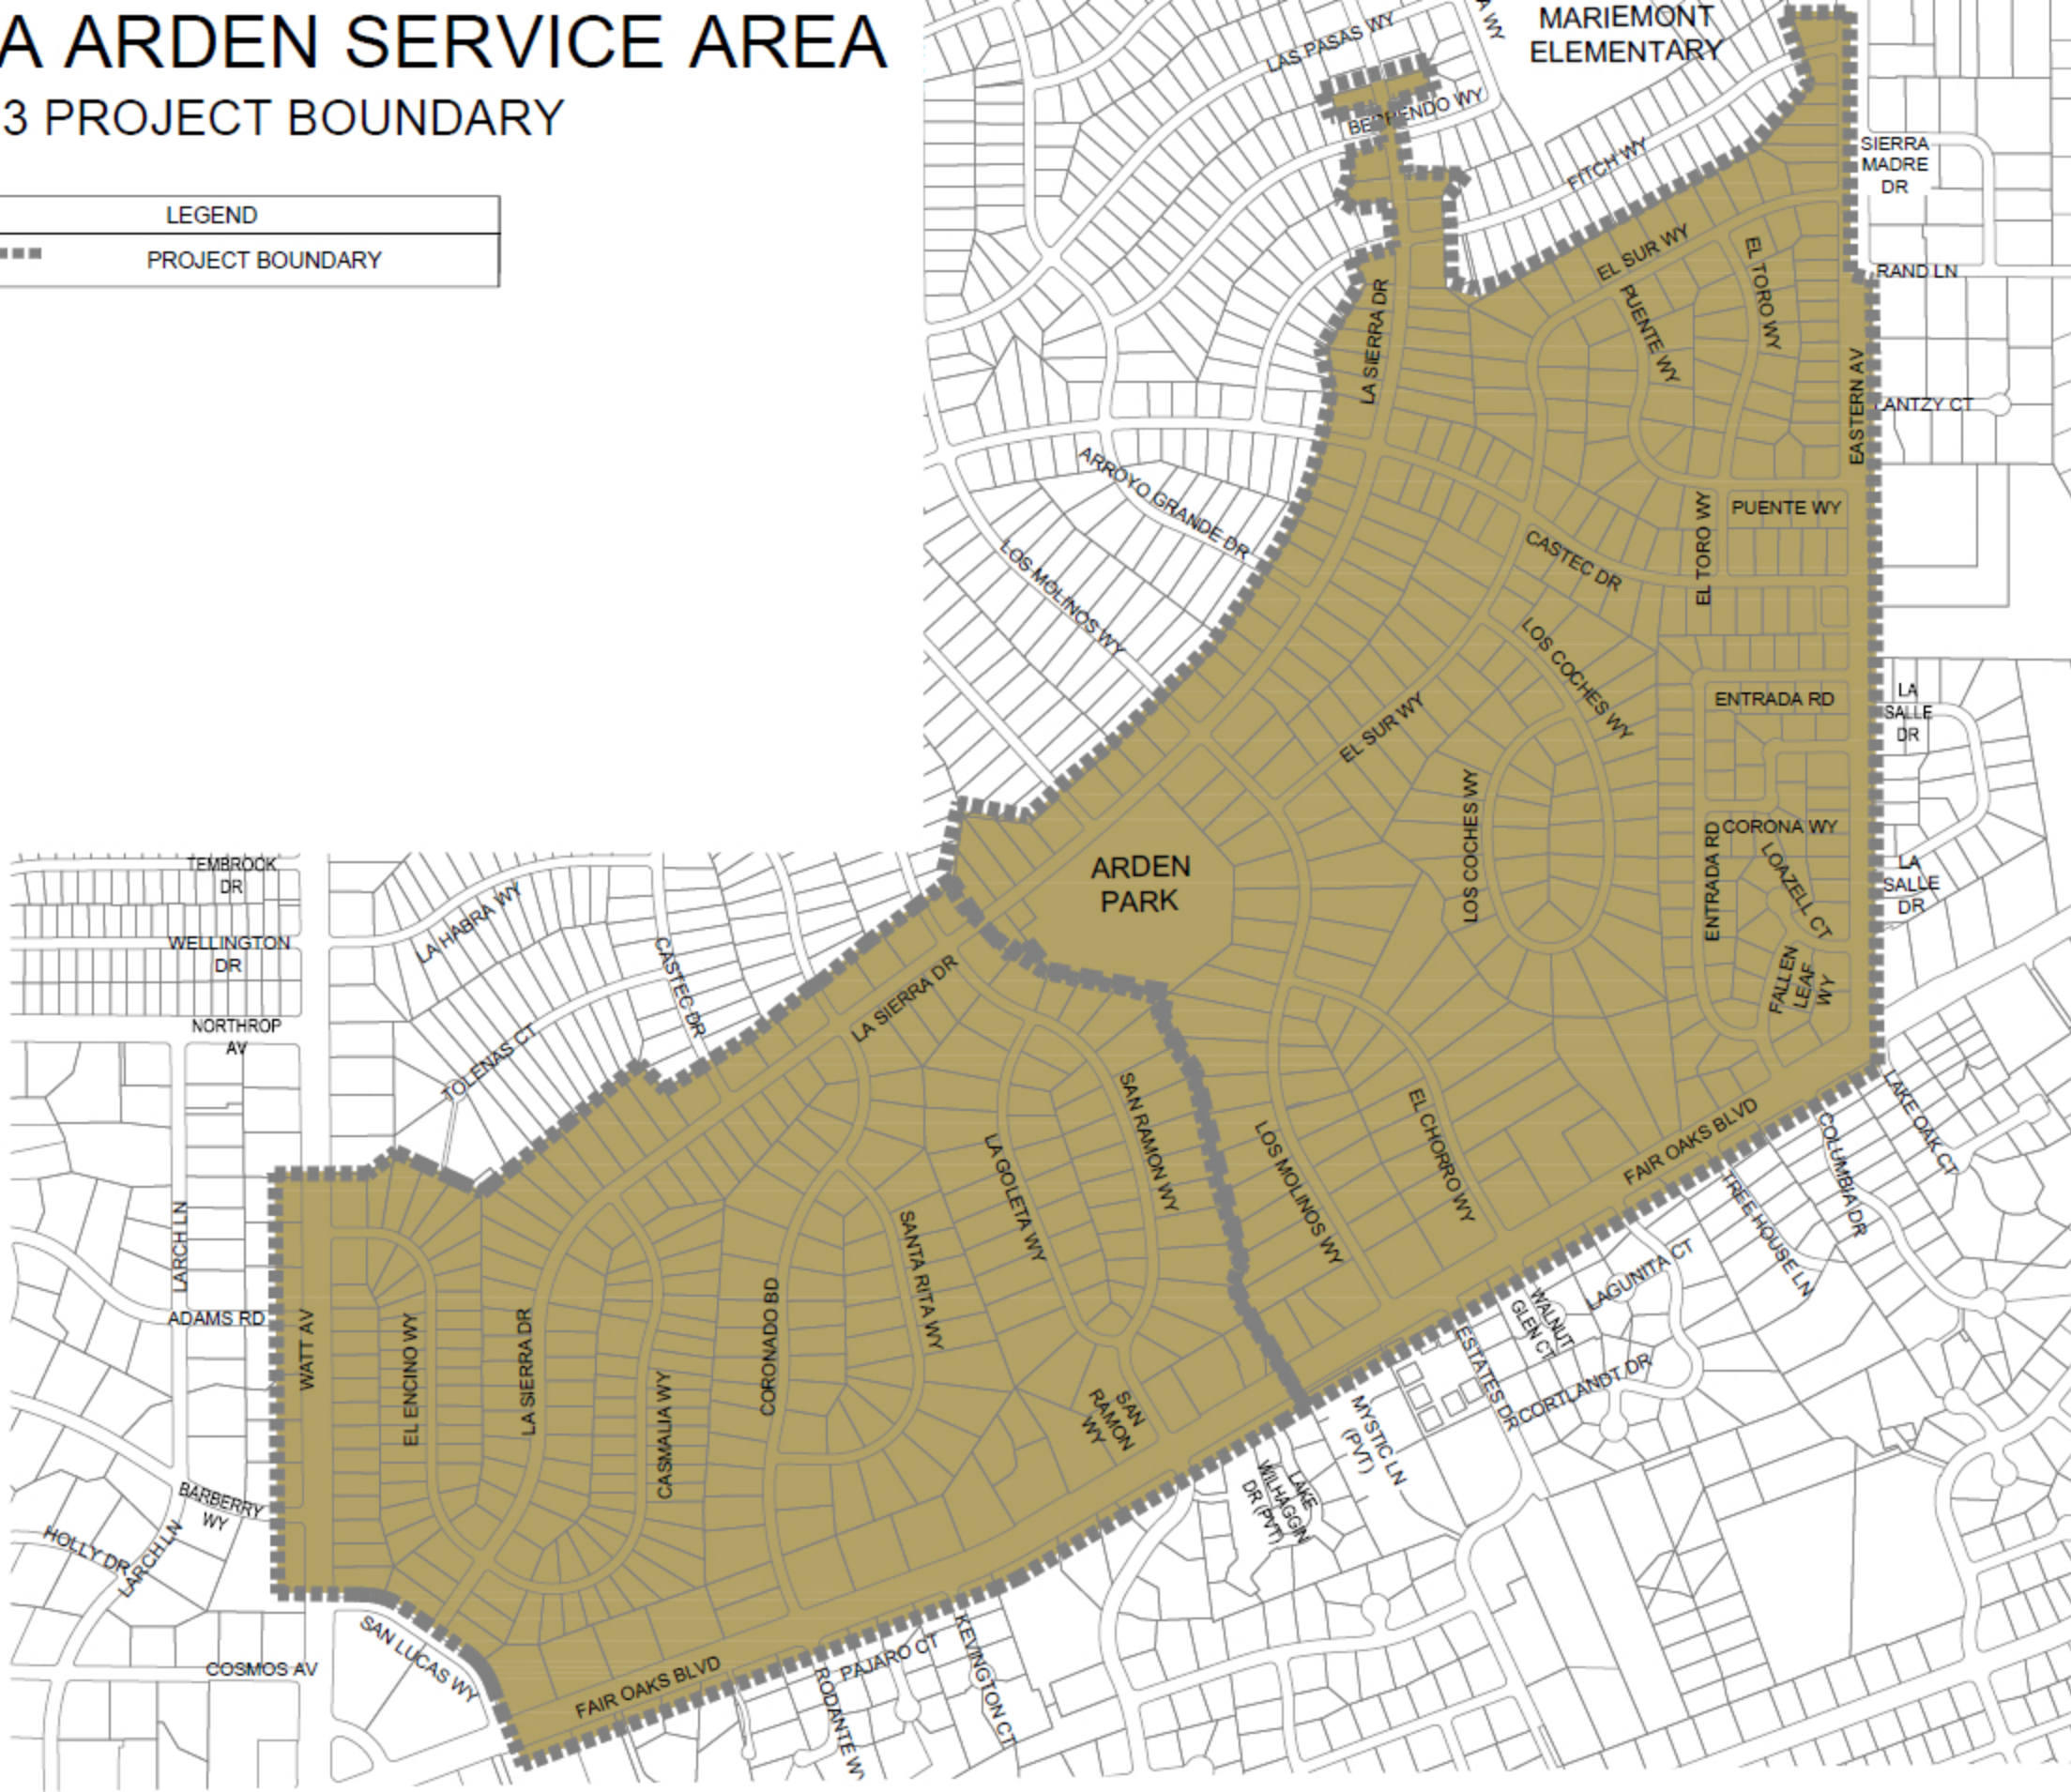 A ARDEN SERVICE AREA
3 PROJECT BOUNDARY
LEGEND
PROJECT BOUNDARY
LAS PASAS WY
A WY
MARIEMONT
ELEMENTARY
FITCH WY
SIERRA
MADRE
DR
EL SUR WY
EL TORO WY
RAND LN
PUENTE WY
LA SIERRA DR
EASTERN AV
ANTZY CT
ARROYO GRANDE DR
LOS MOLINOS WY
PUENTE WY
EL TORO WY
CASTEC DR
LOS COCHES WY
ENTRADA RD
LA
SALLE
DR
EL SUR WY
LOS COCHES WY
CORONA WY
ENTRADA RD
LOAZELL CT
LA
SALLE
DR
ARDEN
PARK
FALLEN
LEAF
WY
TEMBROCK
DR
LA HABRA WY
WELLINGTON
DR
CASTEC DR
LA SIERRA DR
NORTHROP
AV
TOLENAS CT
SAN RAMON WY
LA GOLETA WY
LOS MOLINOS WY
EL CHORRO WY
FAIR OAKS BLVD
LAKE OAK CT
COLUMBIA DR
TREE HOUSE LN
LARCH LN
SANTA RITA WY
LAGUNITA CT
ADAMS RD
WATT AV
EL ENCINO WY
LA SIERRA DR
CASMALIA WY
CORONADO BD
WALNUT
GLEN CT
ESTATES DR
CORTLANDT DR
SAN
RAMON
WY
MYSTIC LN
(PVT)
LAKE
WILHAGGIN
DR (PVT)
BARBERRY
WY
HOLLY DR
LARCH LN
SAN LUCAS WY
COSMOS AV
FAIR OAKS BLVD
PAJARO CT
KEVINGTON CT
RODANTE W